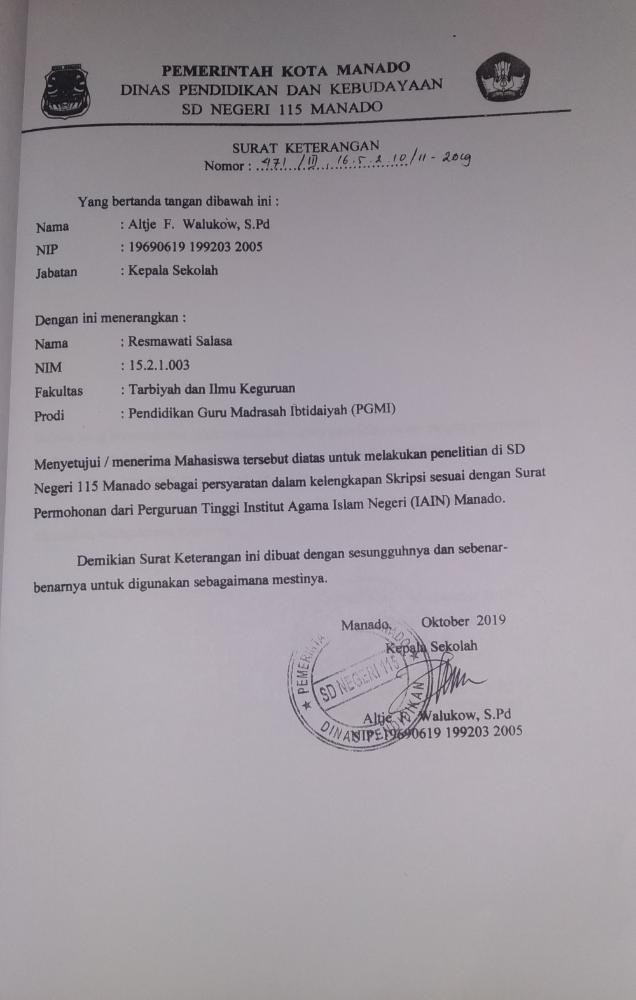 PEMERINTAH KOTA MANADO
DINAS PENDIDIKAN DAN KEBUDAYAAN
SD NEGERI 115 MANADO
SURAT KETERANGAN
Nomor : 971 /III, 16.5.2.10/11 - 2019
Yang bertanda tangan dibawah ini :
Nama : Altje F. Walukow, S.Pd
NIP : 19690619 199203 2005
Jabatan : Kepala Sekolah
Dengan ini menerangkan :
Nama : Resmawati Salasa
NIM : 15.2.1.003
Fakultas : Tarbiyah dan Ilmu Keguruan
Prodi : Pendidikan Guru Madrasah Ibtidaiyah (PGMI)
Menyetujui / menerima Mahasiswa tersebut diatas untuk melakukan penelitian di SD
Negeri 115 Manado sebagai persyaratan dalam kelengkapan Skripsi sesuai dengan Surat
Permohonan dari Perguruan Tinggi Institut Agama Islam Negeri (IAIN) Manado.
Demikian Surat Keterangan ini dibuat dengan sesungguhnya dan sebenar-
benarnya untuk digunakan sebagaimana mestinya.
Manado, Oktober 2019
Kepala Sekolah
SD NEGERI 115
DINAS PENDIDIKAN
Altje F. Walukow, S.Pd
NIP.19690619 199203 2005